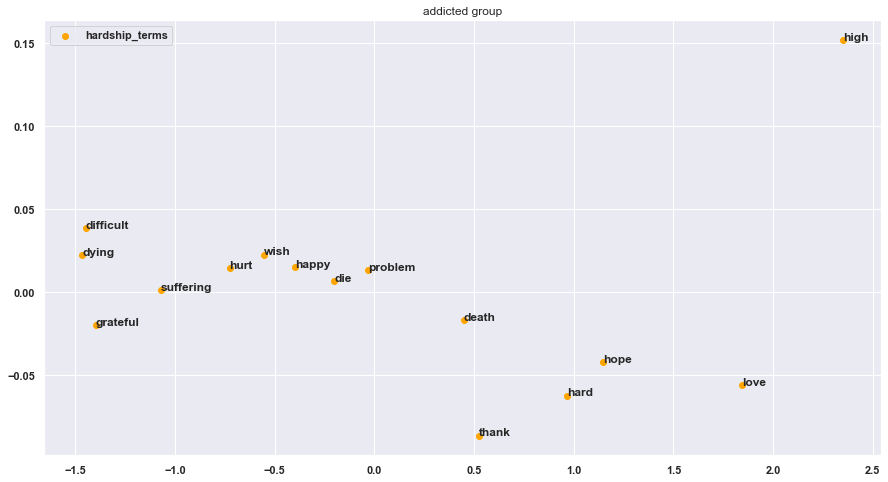 addicted group
hardship_terms
0.15
high
0.10
0.05
difficult
dying
wish
hurt
happy
problem
die
suffering
0.00
grateful
death
hope
−0.05
love
hard
thank
−1.5 −1.0 −0.5 0.0 0.5 1.0 1.5 2.0 2.5